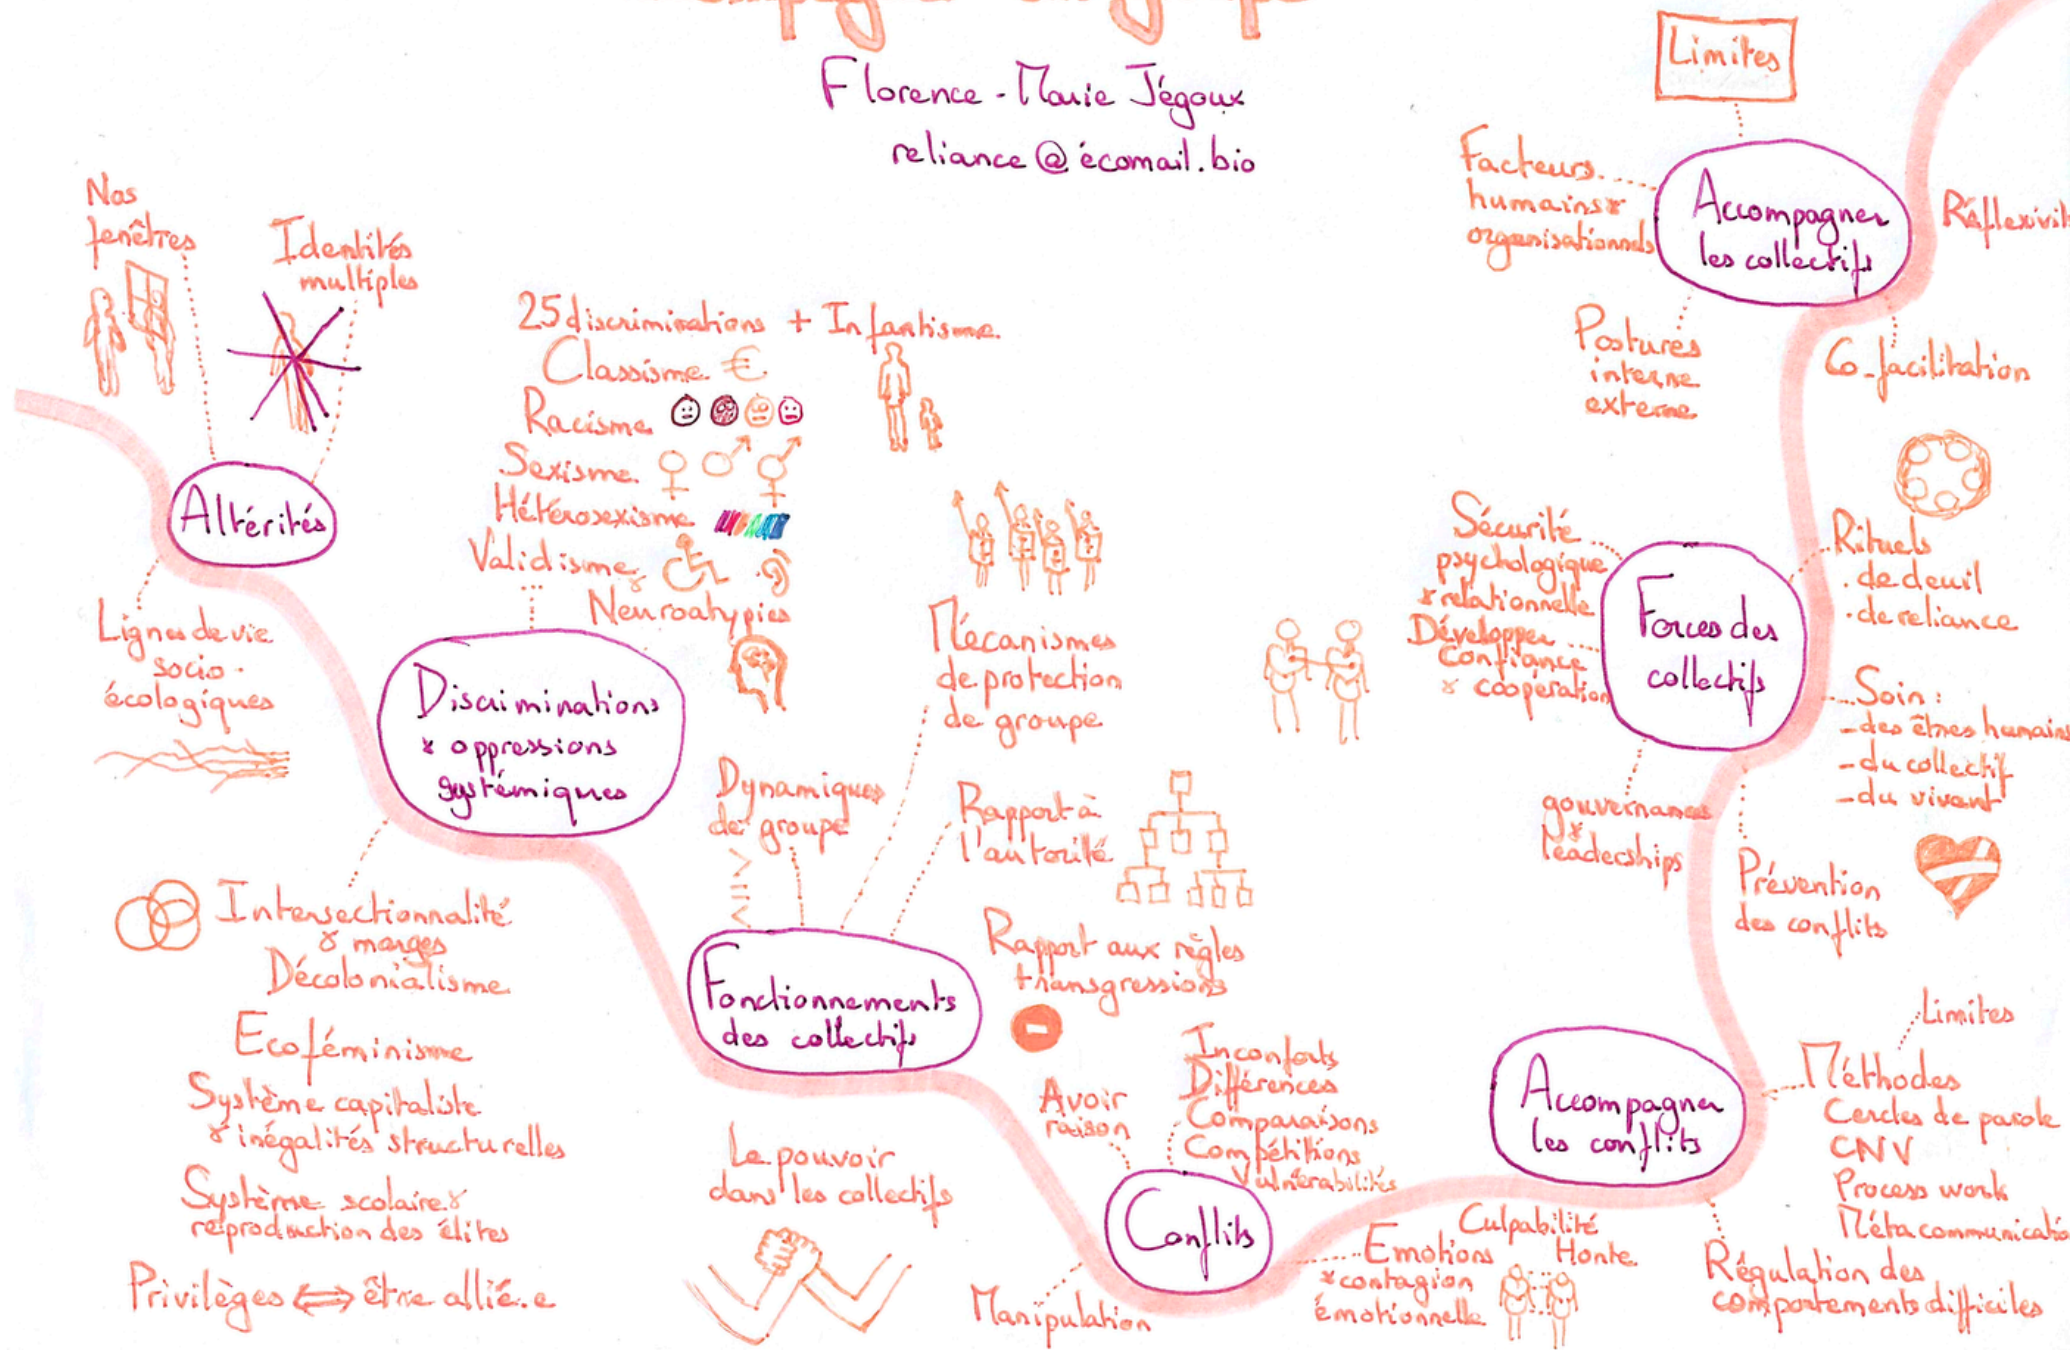 Florence-Marie Jégoux
reliance@écomail.bio
Nos
fenêtres
Identités
multiples
Altérités
Lignes de vie
socio-
écologiques
25 discriminations + Infantisme
Classisme €
Racisme
Sexisme
Hétérosexisme
Validisme &
Neuroatypies
Discriminations
& oppressions
systémiques
Intersectionnalité
& marges
Décolonialisme
Ecoféminisme
Système capitaliste
& inégalités structurelles
Système scolaire &
reproduction des élites
Privilèges ⇔ être allié.e
Dynamiques
de groupe
Mécanismes
de protection
de groupe
Rapport à
l'autorité
Rapport aux règles
transgressions
Fonctionnements
des collectifs
Le pouvoir
dans les collectifs
Avoir
raison
Inconforts
Différences
Comparaisons
Compétitions
Vulnérabilités
Conflits
Manipulation
Culpabilité
Emotions Honte
& contagion
émotionnelle
Accompagner
les conflits
Limites
Méthodes
Cercles de parole
CNV
Process work
Méta communicatio
Régulation des
comportements difficiles
Forces des
collectifs
Sécurité
psychologique
& relationnelle
Développer
Confiance
& coopération
Rituels
. de deuil
. de reliance
Soin :
- des êtres humains
- du collectif
- du vivant
gouvernances
&
leaderships
Prévention
des conflits
Accompagner
les collectifs
Limites
Facteurs
humains &
organisationnels
Postures
interne
externe
Réflexivit
Co-facilitation